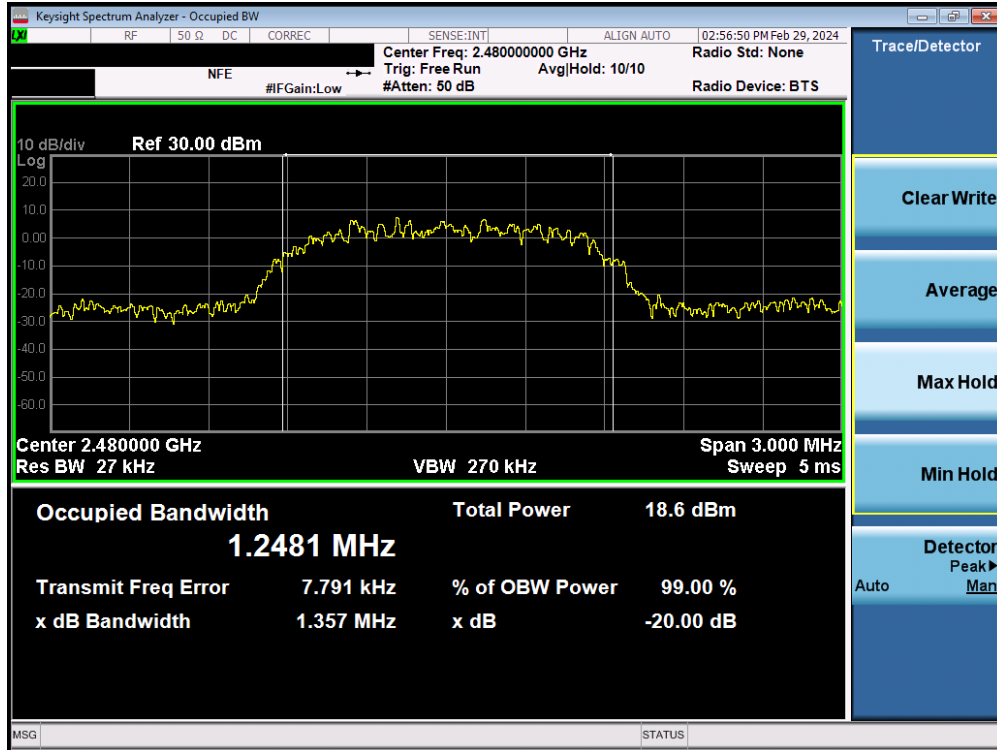 Keysight Spectrum Analyzer - Occupied BW
LXI RF 50 Ω DC CORREC SENSE:INT ALIGN AUTO 02:56:50 PM Feb 29, 2024
Center Freq: 2.480000000 GHz Radio Std: None
NFE Trig: Free Run Avg|Hold: 10/10
#IFGain:Low #Atten: 50 dB Radio Device: BTS
Trace/Detector
10 dB/div Ref 30.00 dBm
Log
20.0
10.0
0.00
-10.0
-20.0
-30.0
-40.0
-50.0
-60.0
Center 2.480000 GHz Span 3.000 MHz
Res BW 27 kHz VBW 270 kHz Sweep 5 ms
Occupied Bandwidth Total Power 18.6 dBm
1.2481 MHz
Transmit Freq Error 7.791 kHz % of OBW Power 99.00 %
x dB Bandwidth 1.357 MHz x dB -20.00 dB
Clear Write
Average
Max Hold
Min Hold
Detector
Peak▶
Auto Man
MSG STATUS